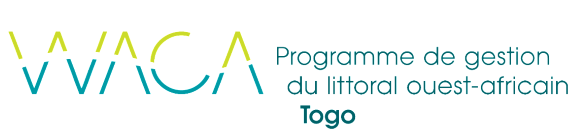 WACA
Programme de gestion
du littoral ouest-africain
Togo